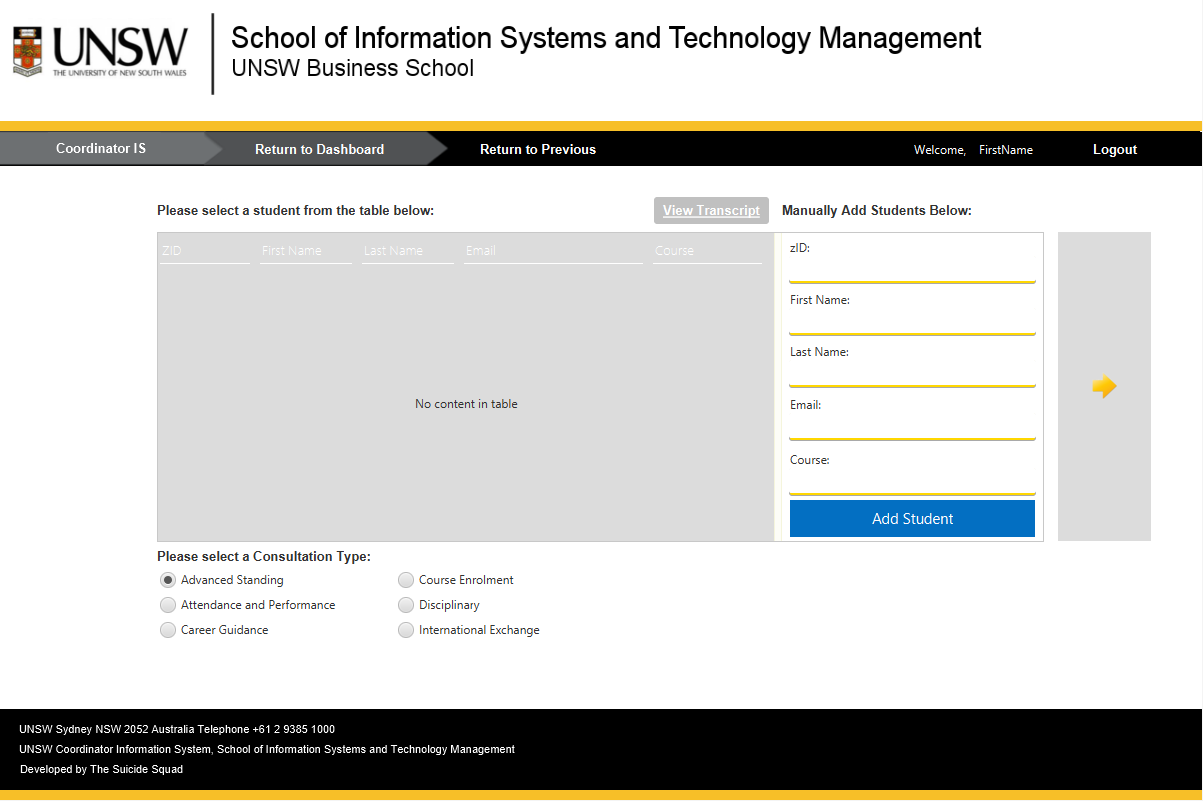 UNSW
THE UNIVERSITY OF NEW SOUTH WALES
School of Information Systems and Technology Management
UNSW Business School
Coordinator IS
Return to Dashboard
Return to Previous
Welcome, FirstName
Logout
Please select a student from the table below:
View Transcript
Manually Add Students Below:
ZID
First Name
Last Name
Email
Course
No content in table
zID:
First Name:
Last Name:
Email:
Course:
Add Student
Please select a Consultation Type:
Advanced Standing
Course Enrolment
Attendance and Performance
Disciplinary
Career Guidance
International Exchange
UNSW Sydney NSW 2052 Australia Telephone +61 2 9385 1000
UNSW Coordinator Information System, School of Information Systems and Technology Management
Developed by The Suicide Squad